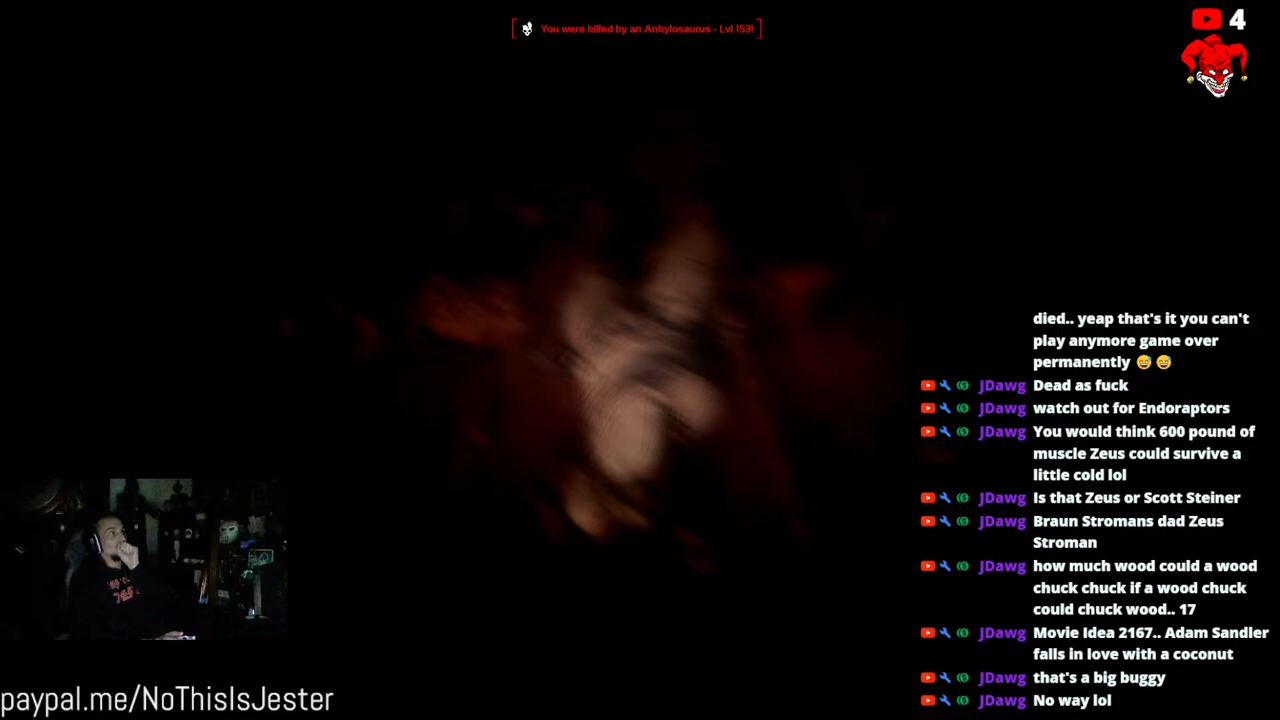 You were killed by an Ankylosaurus - Lvl 153!
4
died.. yeap that's it you can't
play anymore game over
permanently 😅 😅
JDawg Dead as fuck
JDawg watch out for Endoraptors
JDawg You would think 600 pound of
muscle Zeus could survive a
little cold lol
JDawg Is that Zeus or Scott Steiner
JDawg Braun Stromans dad Zeus
Stroman
JDawg how much wood could a wood
chuck chuck if a wood chuck
could chuck wood.. 17
JDawg Movie Idea 2167.. Adam Sandler
falls in love with a coconut
JDawg that's a big buggy
JDawg No way lol
paypal.me/NoThisIsJester